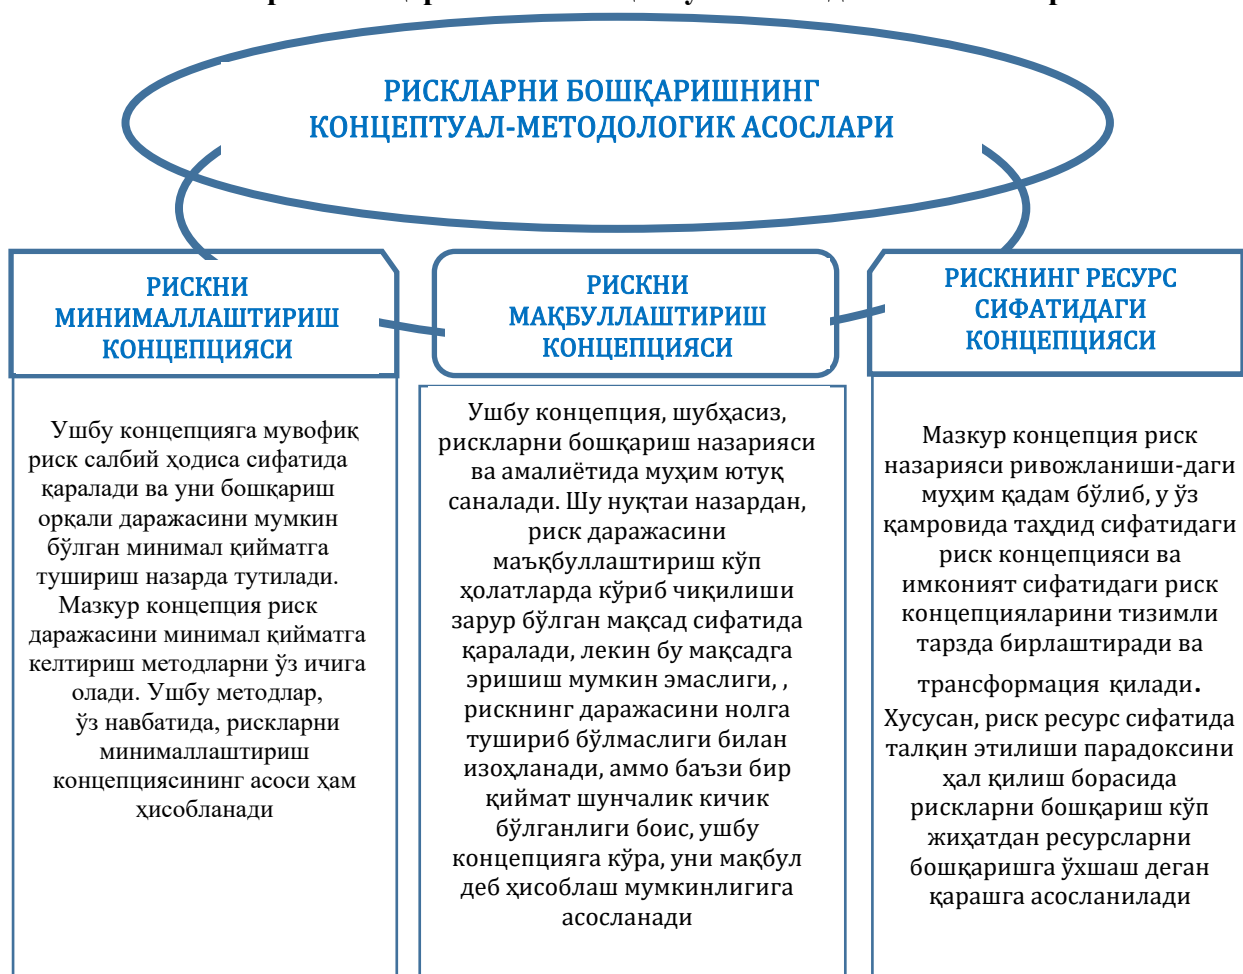 РИСКЛАРНИ БОШҚАРИШНИНГ
КОНЦЕПТУАЛ-МЕТОДОЛОГИК АСОСЛАРИ
РИСКНИ
МИНИМАЛЛАШТИРИШ
КОНЦЕПЦИЯСИ
Ушбу концепцияга мувофиқ
риск салбий ҳодиса сифатида
қаралади ва уни бошқариш
орқали даражасини мумкин
бўлган минимал қийматга
тушириш назарда тутилади.
Мазкур концепция риск
даражасини минимал қийматга
келтириш методларни ўз ичига
олади. Ушбу методлар,
ўз навбатида, рискларни
минималлаштириш
концепциясининг асоси ҳам
ҳисобланади
РИСКНИ
МАҚБУЛЛАШТИРИШ
КОНЦЕПЦИЯСИ
Ушбу концепция, шубҳасиз,
рискларни бошқариш назарияси
ва амалиётида муҳим ютуқ
саналади. Шу нуқтаи назардан,
риск даражасини
маъқбуллаштириш кўп
ҳолатларда кўриб чиқилиши
зарур бўлган мақсад сифатида
қаралади, лекин бу мақсадга
эришиш мумкин эмаслиги, ,
рискнинг даражасини нолга
тушириб бўлмаслиги билан
изоҳланади, аммо баъзи бир
қиймат шунчалик кичик
бўлганлиги боис, ушбу
концепцияга кўра, уни мақбул
деб ҳисоблаш мумкинлигига
асосланади
РИСКНИНГ РЕСУРС
СИФАТИДАГИ
КОНЦЕПЦИЯСИ
Мазкур концепция риск
назарияси ривожланиши-даги
муҳим қадам бўлиб, у ўз
қамровида таҳдид сифатидаги
риск концепцияси ва
имконият сифатидаги риск
концепцияларини тизимли
тарзда бирлаштиради ва
трансформация қилади.
Хусусан, риск ресурс сифатида
талқин этилиши парадоксини
ҳал қилиш борасида
рискларни бошқариш кўп
жиҳатдан ресурсларни
бошқаришга ўхшаш деган
қарашга асосланилади